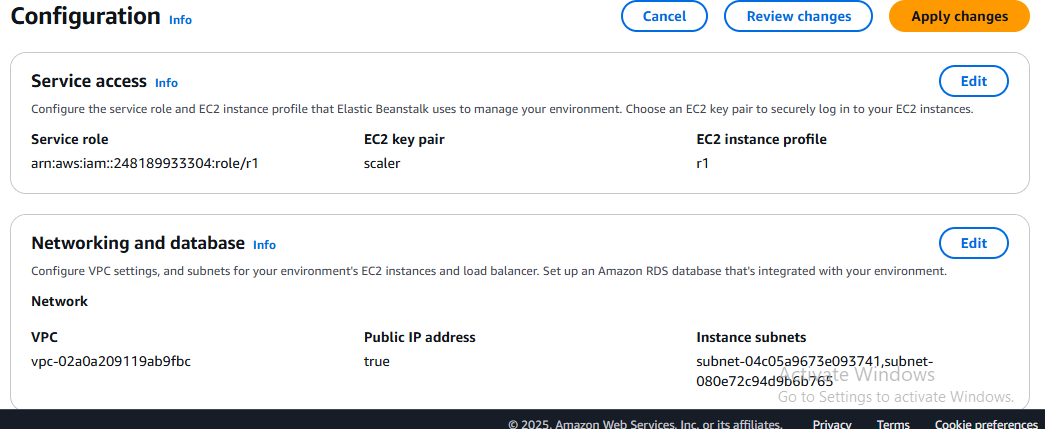 Configuration Info
Cancel
Review changes
Apply changes
Service access Info
Edit
Configure the service role and EC2 instance profile that Elastic Beanstalk uses to manage your environment. Choose an EC2 key pair to securely log in to your EC2 instances.
Service role
arn:aws:iam::248189933304:role/r1
EC2 key pair
scaler
EC2 instance profile
r1
Networking and database Info
Edit
Configure VPC settings, and subnets for your environment's EC2 instances and load balancer. Set up an Amazon RDS database that's integrated with your environment.
Network
VPC
vpc-02a0a209119ab9fbc
Public IP address
true
Instance subnets
subnet-04c05a9673e093741,subnet-
080e72c94d9b6b765
Activate Windows
Go to Settings to activate Windows.
© 2025, Amazon Web Services, Inc. or its affiliates.
Privacy
Terms
Cookie preferences